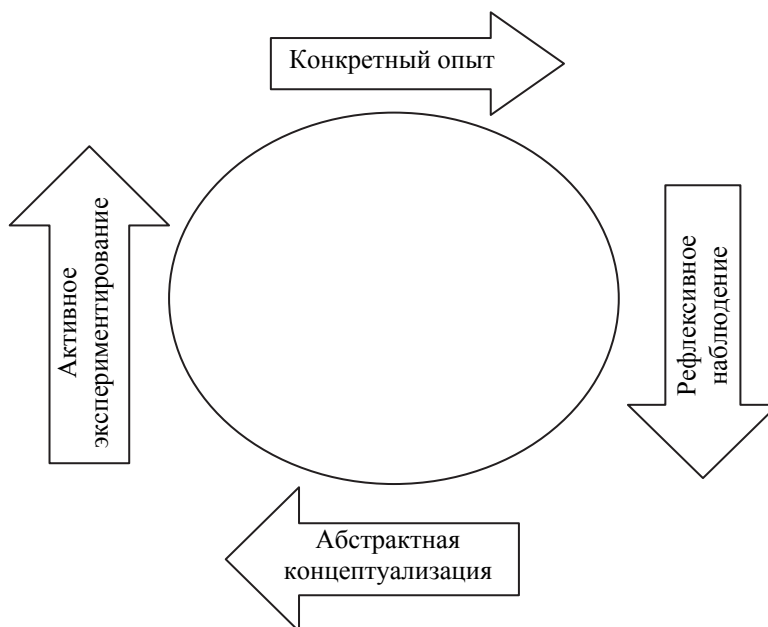 Конкретный опыт
Рефлексивное
наблюдение
Абстрактная
концептуализация
Активное
экспериментирование